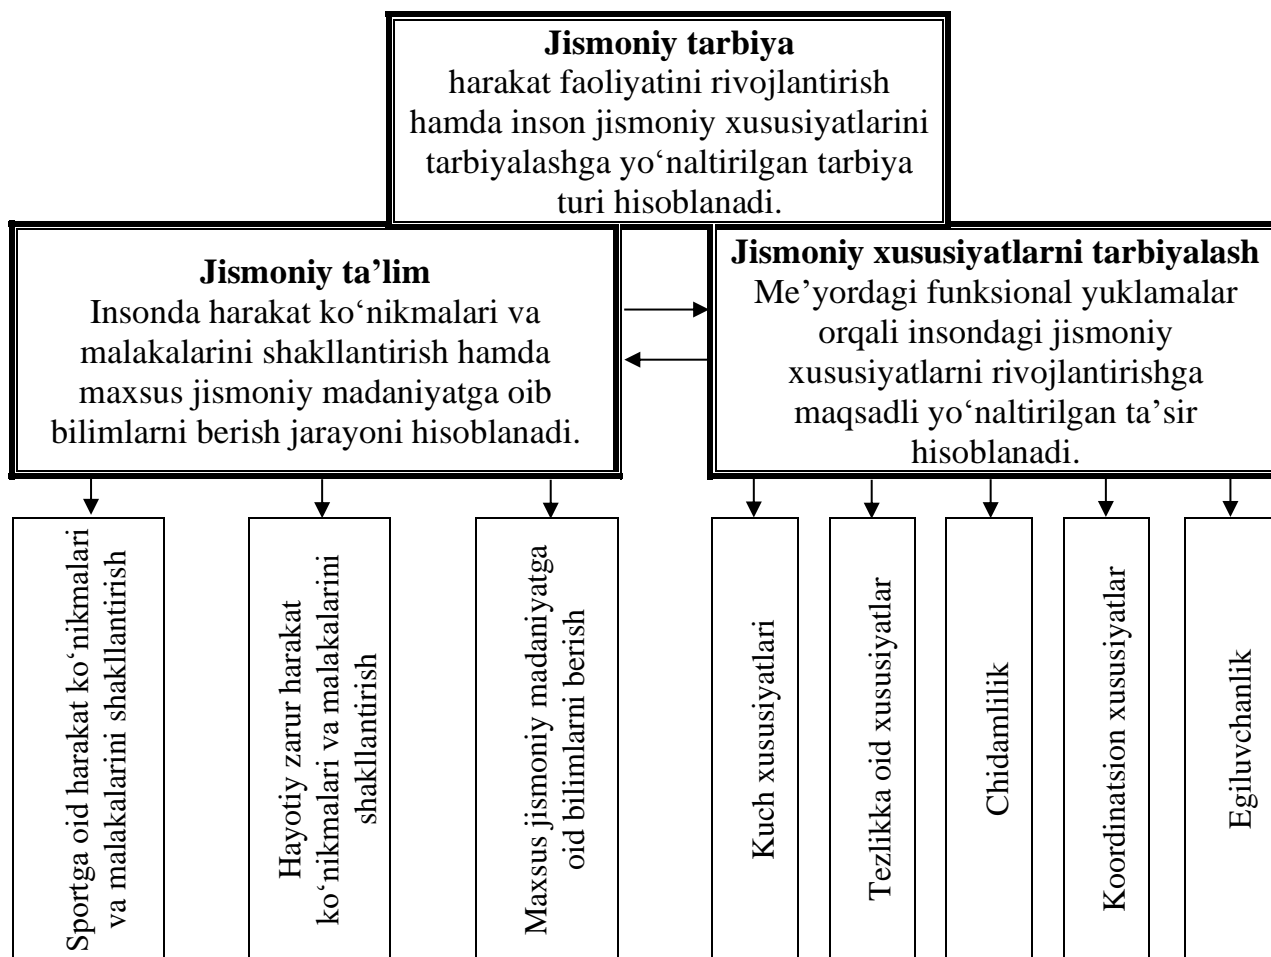 Jismoniy tarbiya
harakat faoliyatini rivojlantirish
hamda inson jismoniy xususiyatlarini
tarbiyalashga yo‘naltirilgan tarbiya
turi hisoblanadi.
Jismoniy ta’lim
Insonda harakat ko‘nikmalari va
malakalarini shakllantirish hamda
maxsus jismoniy madaniyatga oib
bilimlarni berish jarayoni hisoblanadi.
Jismoniy xususiyatlarni tarbiyalash
Me’yordagi funksional yuklamalar
orqali insondagi jismoniy
xususiyatlarni rivojlantirishga
maqsadli yo‘naltirilgan ta’sir
hisoblanadi.
Sportga oid harakat ko‘nikmalari
va malakalarini shakllantirish
Hayotiy zarur harakat
ko‘nikmalari va malakalarini
shakllantirish
Maxsus jismoniy madaniyatga
oid bilimlarni berish
Kuch xususiyatlari
Tezlikka oid xususiyatlar
Chidamlilik
Koordinatsion xususiyatlar
Egiluvchanlik